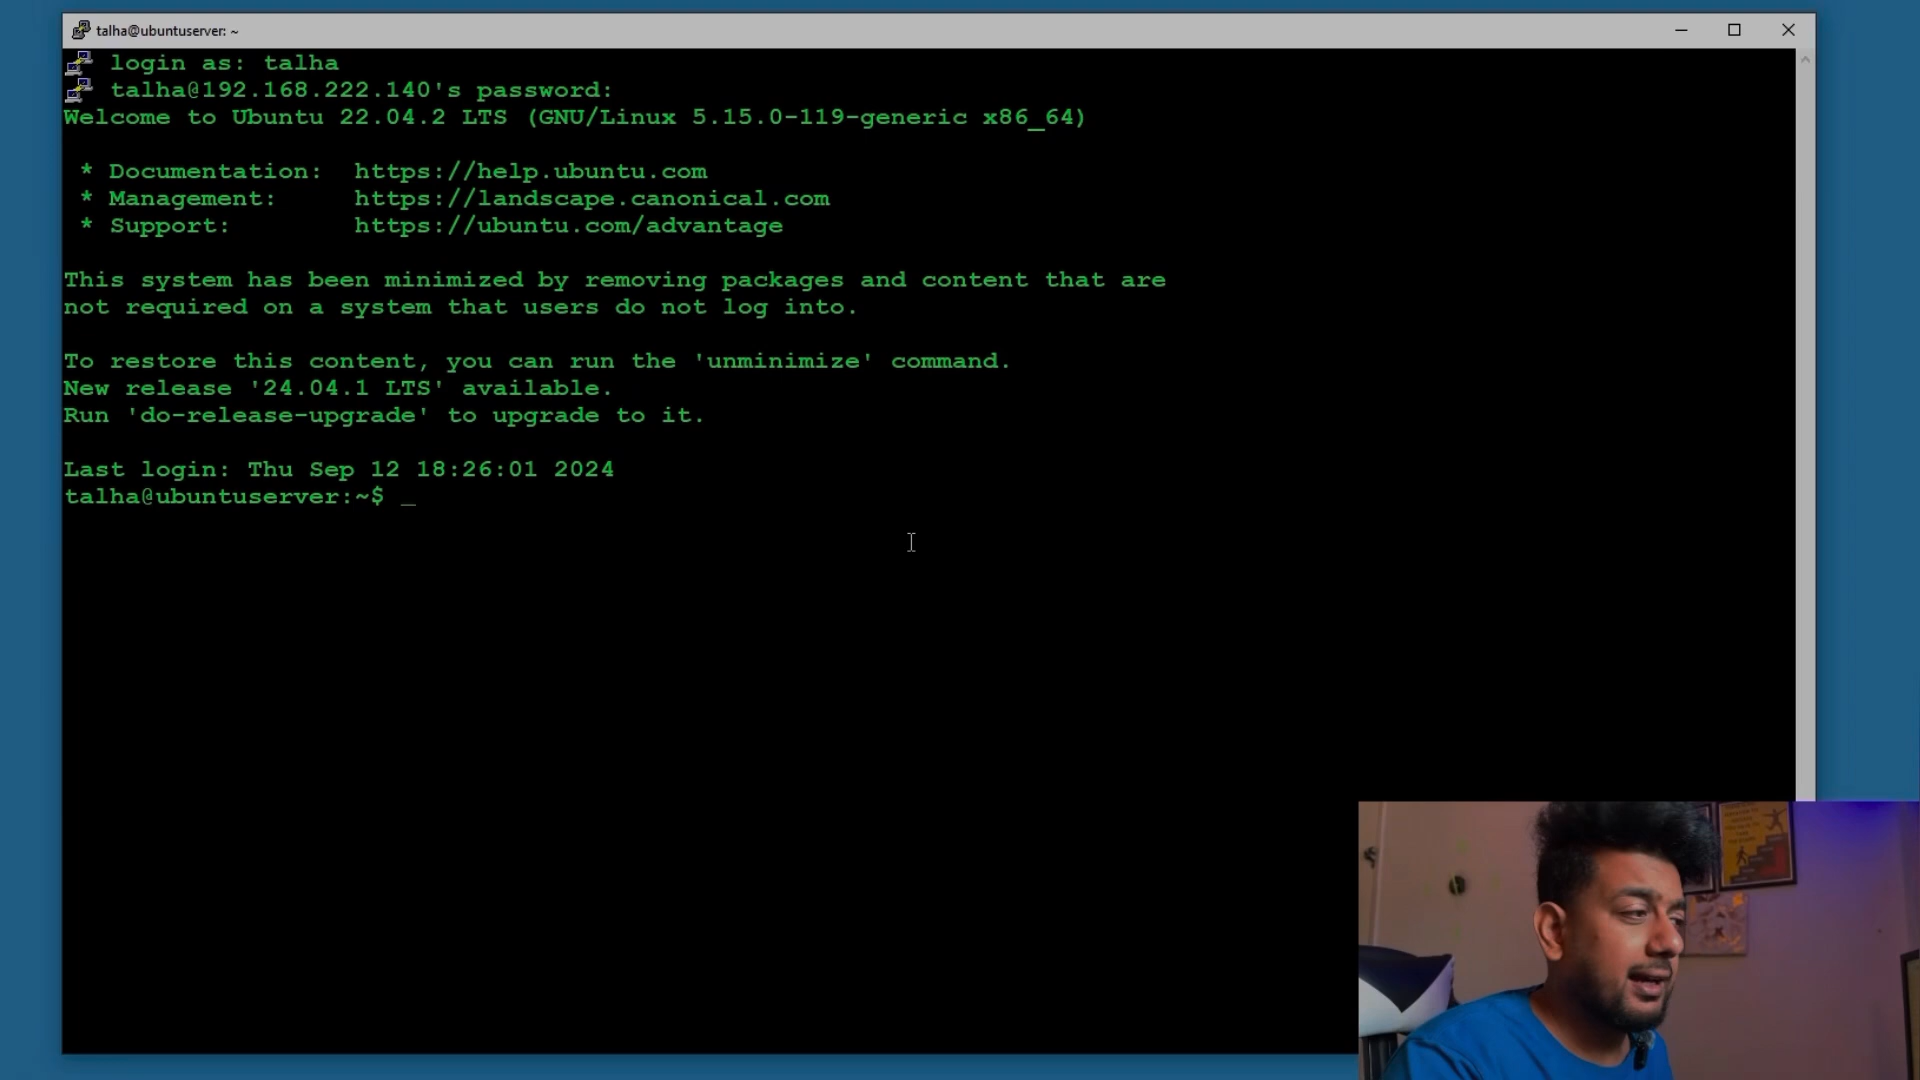 talha@ubuntuserver: ~
login as: talha
talha@192.168.222.140's password:
Welcome to Ubuntu 22.04.2 LTS (GNU/Linux 5.15.0-119-generic x86_64)
* Documentation: https://help.ubuntu.com
* Management: https://landscape.canonical.com
* Support: https://ubuntu.com/advantage
This system has been minimized by removing packages and content that are
not required on a system that users do not log into.
To restore this content, you can run the 'unminimize' command.
New release '24.04.1 LTS' available.
Run 'do-release-upgrade' to upgrade to it.
Last login: Thu Sep 12 18:26:01 2024
talha@ubuntuserver:~$ _